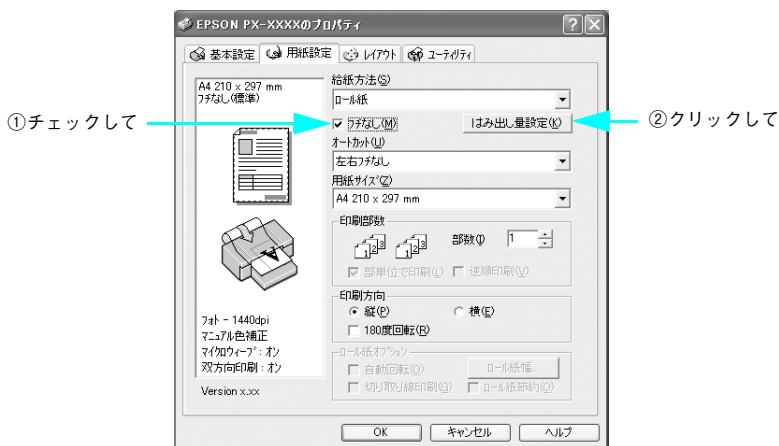 EPSON PX-XXXXのプロパティ
基本設定 用紙設定 レイアウト ユーティリティ
A4 210 x 297 mm
フチなし(標準)
給紙方法(S)
ロール紙
①チェックして
フチなし(M)
はみ出し量設定(K)
②クリックして
オートカット(U)
左右フチなし
用紙サイズ(Z)
A4 210 x 297 mm
印刷部数
部数(I) 1
部単位で印刷(L) 逆順印刷(V)
印刷方向
縦(P) 横(E)
180度回転(R)
フォト - 1440dpi
マニュアル色補正
マイクロウィーブ : オン
双方向印刷 : オン
Version x.xx
ロール紙オプション
自動回転(O) ロール紙幅...
切り取り線印刷(G) ロール紙節約(O)
OK キャンセル ヘルプ